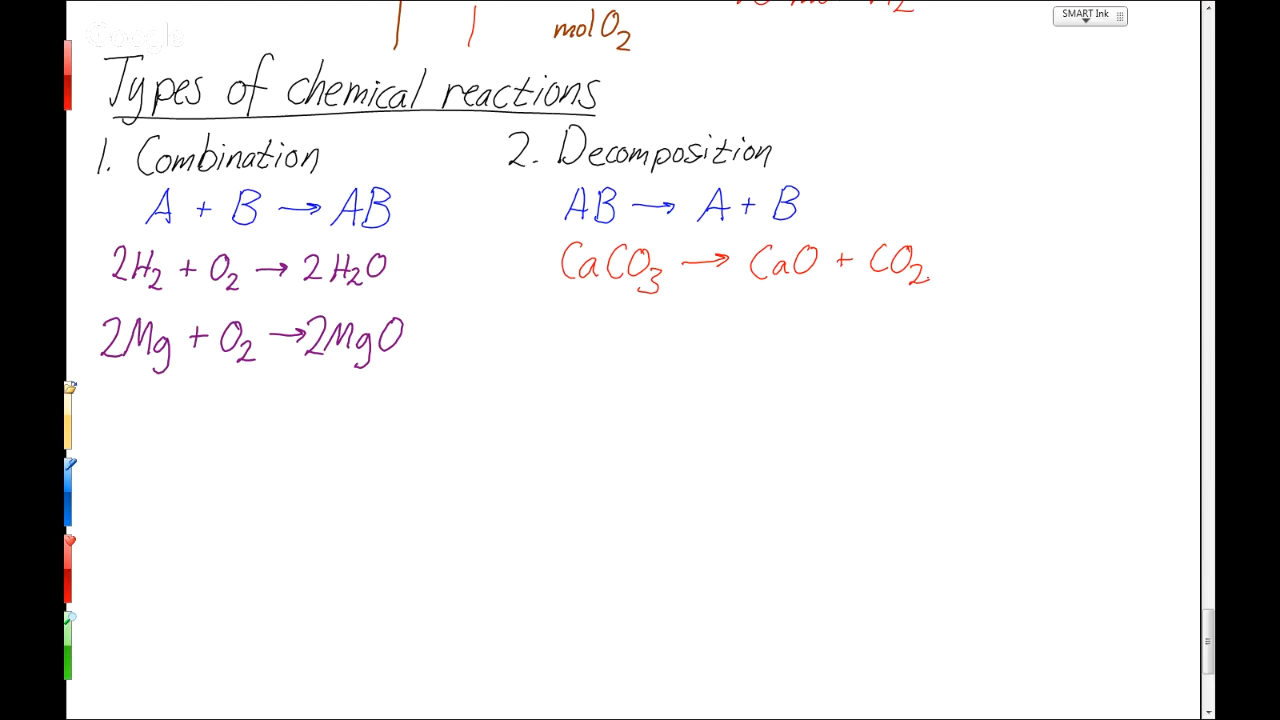 mol O₂
Google
SMART Ink
Types of chemical reactions
1. Combination
A + B → AB
2H₂ + O₂ → 2H₂O
2Mg + O₂ → 2MgO
2. Decomposition
AB → A + B
CaCO₃ → CaO + CO₂